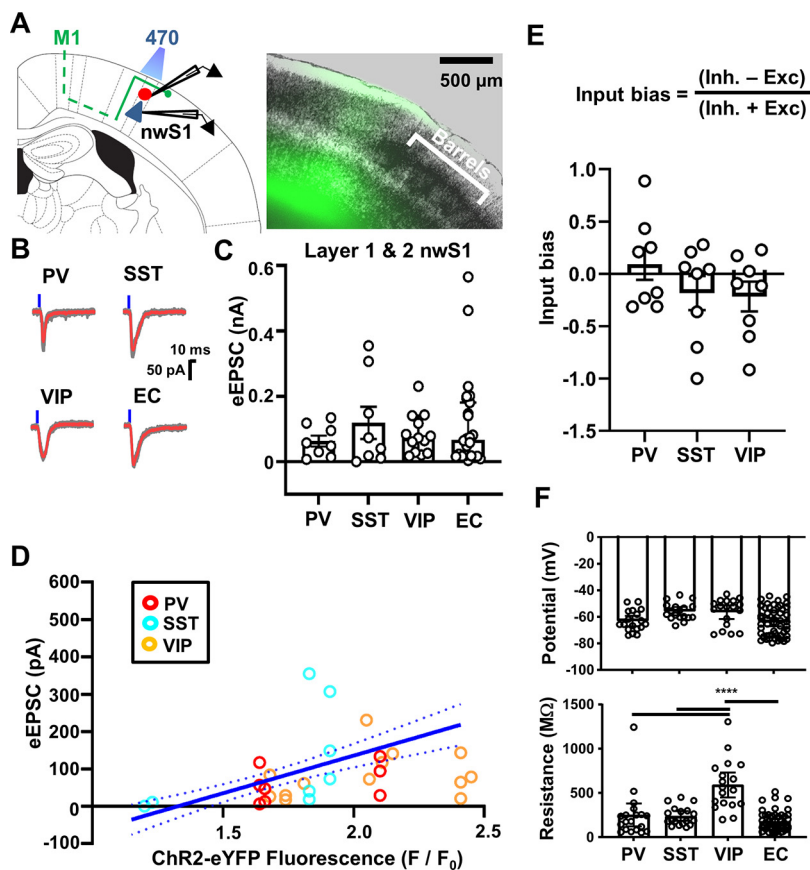 A
M1
470
nwS1
500 μm
Barrels
B
PV
SST
10 ms
50 pA
VIP
EC
C
Layer 1 & 2 nwS1
eEPSC (nA)
0.6
0.4
0.2
0
PV
SST
VIP
EC
D
eEPSC (pA)
600
500
400
300
200
100
0
-100
PV
SST
VIP
1.5
2.0
2.5
ChR2-eYFP Fluorescence (F / F₀)
E
Input bias = (Inh. – Exc)
(Inh. + Exc)
Input bias
1.0
0.5
0.0
-0.5
-1.0
-1.5
PV
SST
VIP
F
Potential (mV)
0
-20
-40
-60
-80
-100
Resistance (MΩ)
1500
1000
500
0
****
PV
SST
VIP
EC